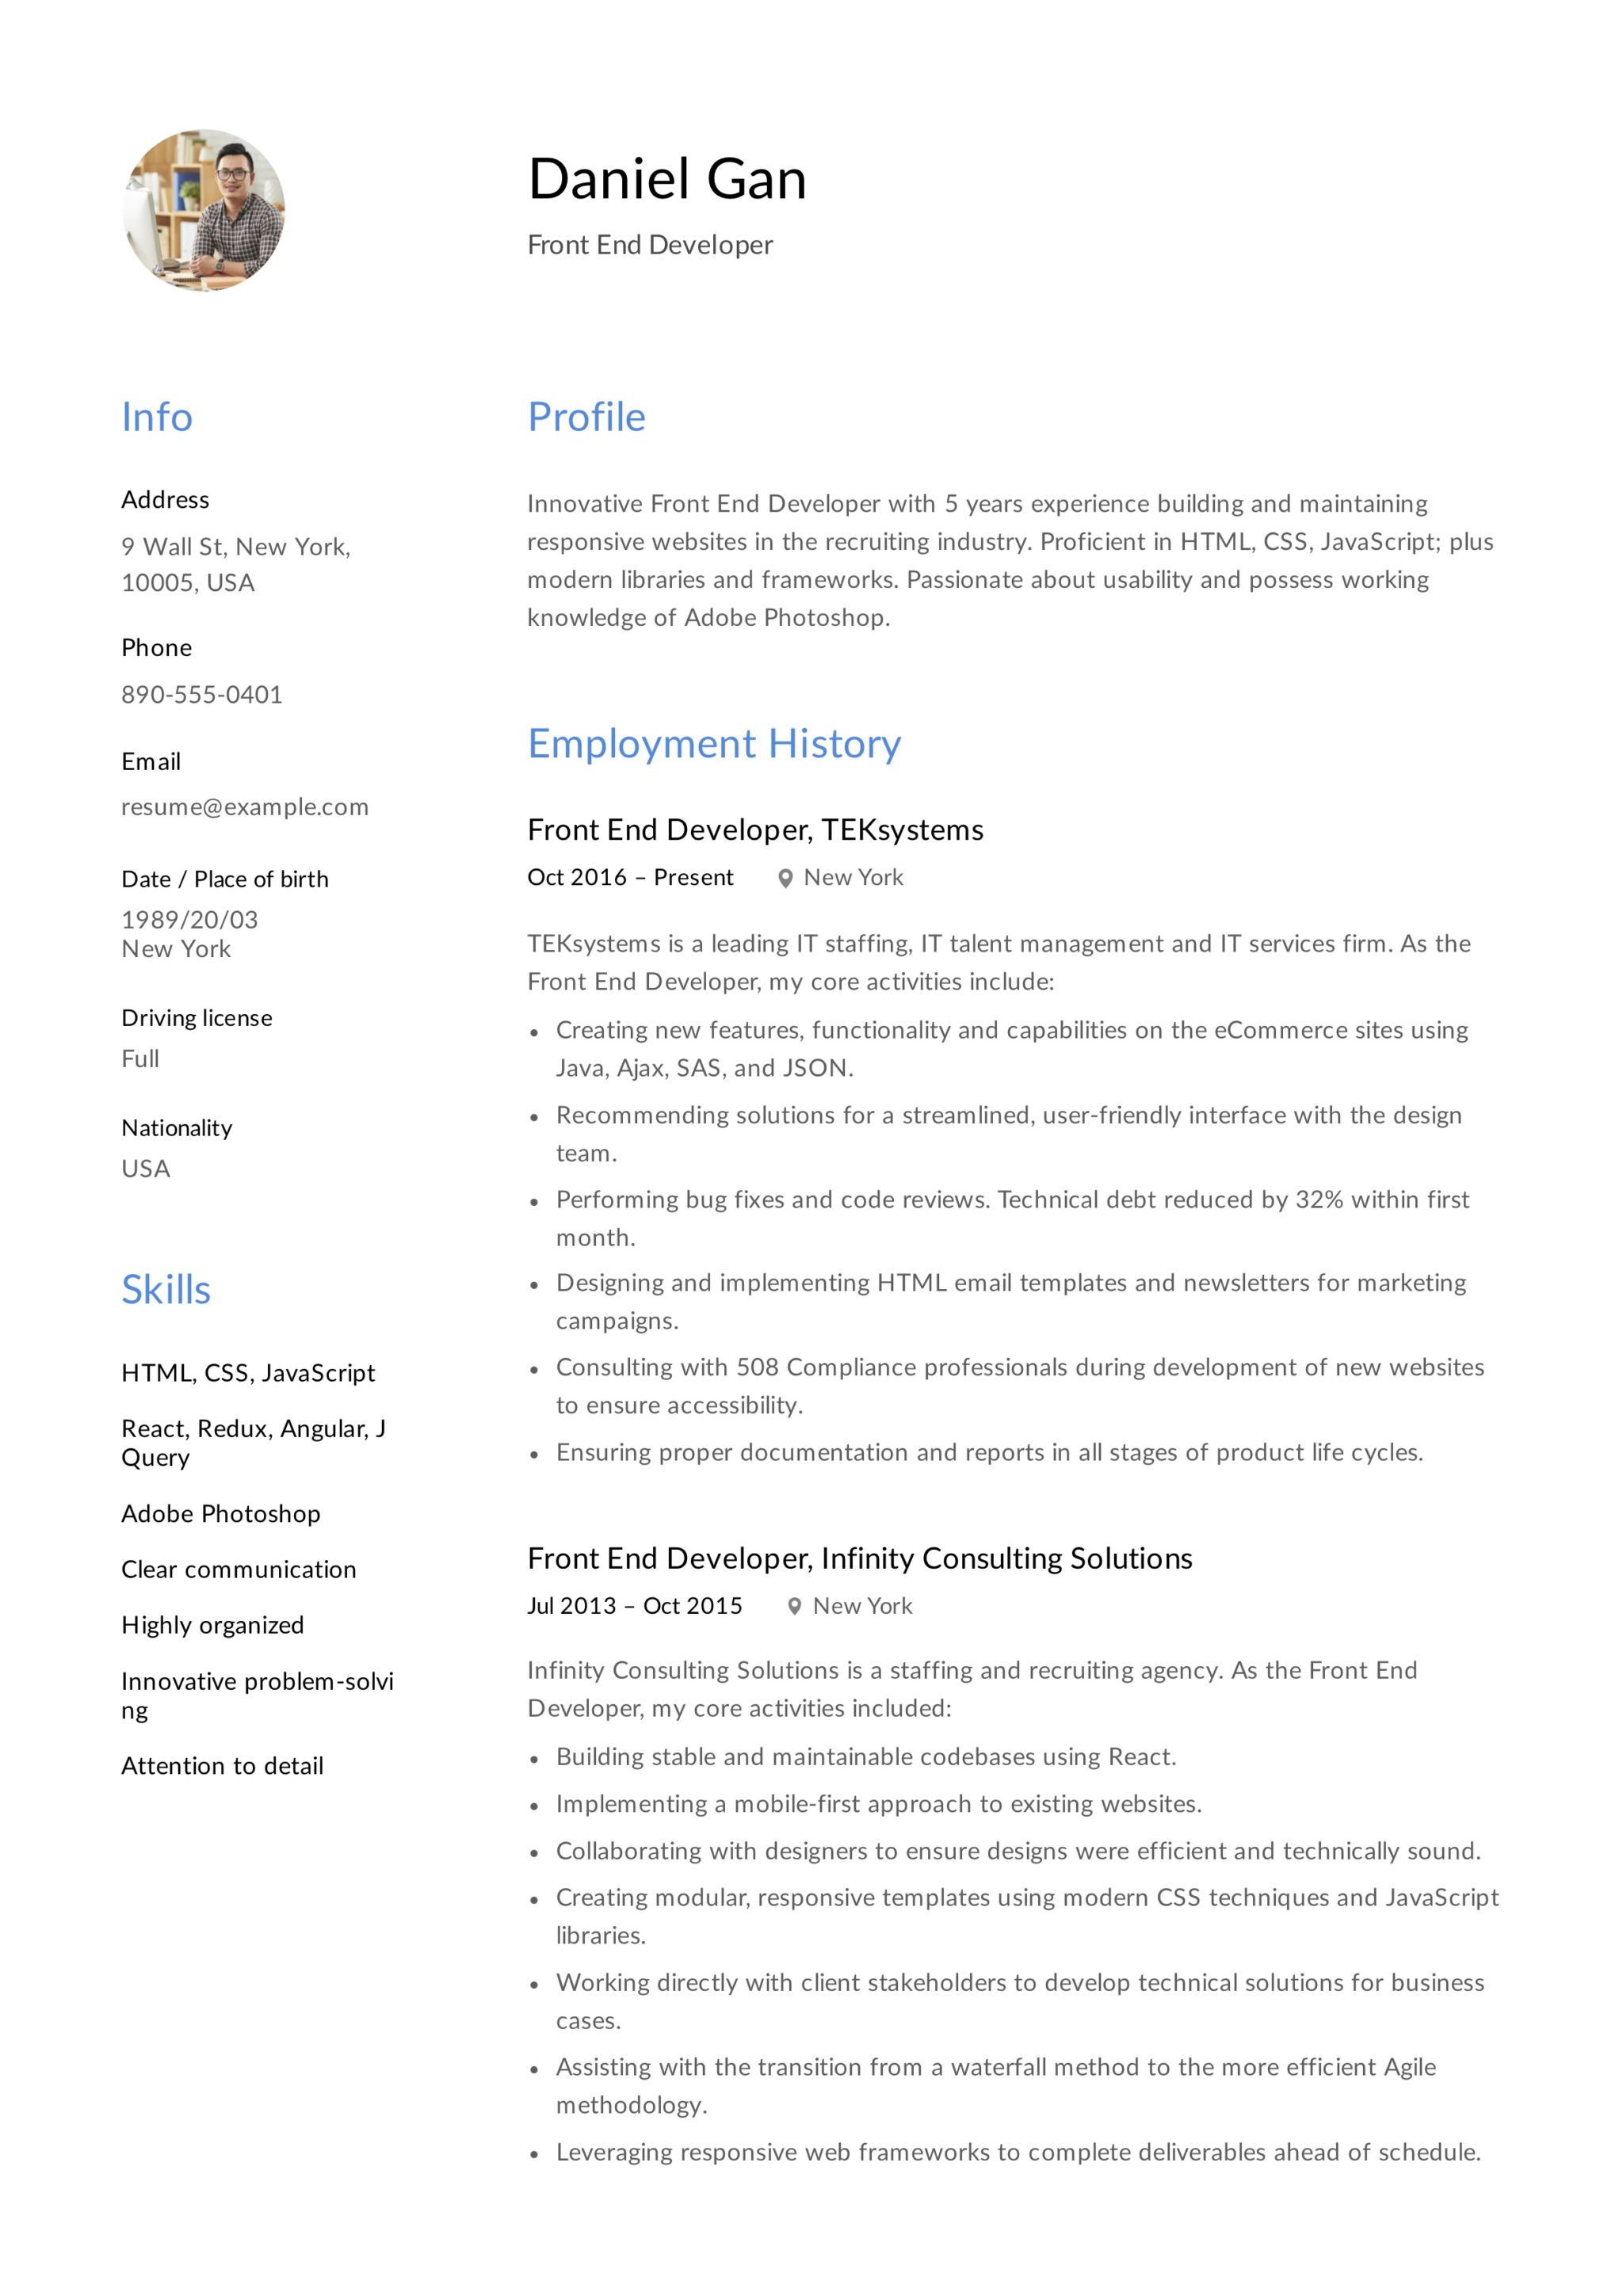 Daniel Gan
Front End Developer
Info
Address
9 Wall St, New York,
10005, USA
Phone
890-555-0401
Email
resume@example.com
Date / Place of birth
1989/20/03
New York
Driving license
Full
Nationality
USA
Skills
HTML, CSS, JavaScript
React, Redux, Angular, J
Query
Adobe Photoshop
Clear communication
Highly organized
Innovative problem-solvi
ng
Attention to detail
Profile
Innovative Front End Developer with 5 years experience building and maintaining
responsive websites in the recruiting industry. Proficient in HTML, CSS, JavaScript; plus
modern libraries and frameworks. Passionate about usability and possess working
knowledge of Adobe Photoshop.
Employment History
Front End Developer, TEKsystems
Oct 2016 – Present New York
TEKsystems is a leading IT staffing, IT talent management and IT services firm. As the
Front End Developer, my core activities include:
• Creating new features, functionality and capabilities on the eCommerce sites using
Java, Ajax, SAS, and JSON.
• Recommending solutions for a streamlined, user-friendly interface with the design
team.
• Performing bug fixes and code reviews. Technical debt reduced by 32% within first
month.
• Designing and implementing HTML email templates and newsletters for marketing
campaigns.
• Consulting with 508 Compliance professionals during development of new websites
to ensure accessibility.
• Ensuring proper documentation and reports in all stages of product life cycles.
Front End Developer, Infinity Consulting Solutions
Jul 2013 – Oct 2015 New York
Infinity Consulting Solutions is a staffing and recruiting agency. As the Front End
Developer, my core activities included:
• Building stable and maintainable codebases using React.
• Implementing a mobile-first approach to existing websites.
• Collaborating with designers to ensure designs were efficient and technically sound.
• Creating modular, responsive templates using modern CSS techniques and JavaScript
libraries.
• Working directly with client stakeholders to develop technical solutions for business
cases.
• Assisting with the transition from a waterfall method to the more efficient Agile
methodology.
• Leveraging responsive web frameworks to complete deliverables ahead of schedule.